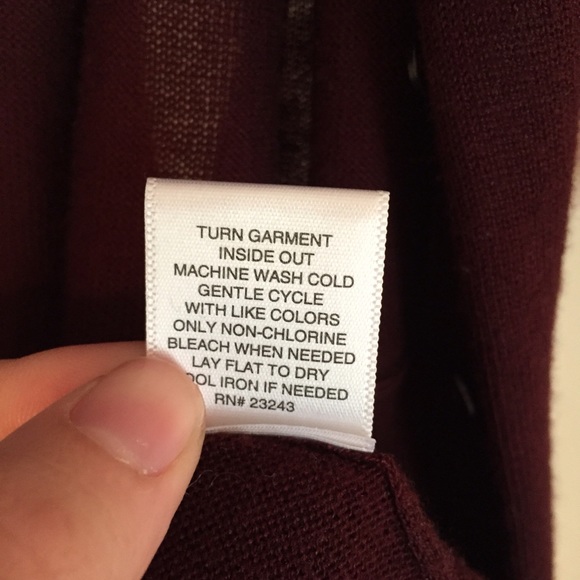 TURN GARMENT
INSIDE OUT
MACHINE WASH COLD
GENTLE CYCLE
WITH LIKE COLORS
ONLY NON-CHLORINE
BLEACH WHEN NEEDED
LAY FLAT TO DRY
OOL IRON IF NEEDED
RN# 23243